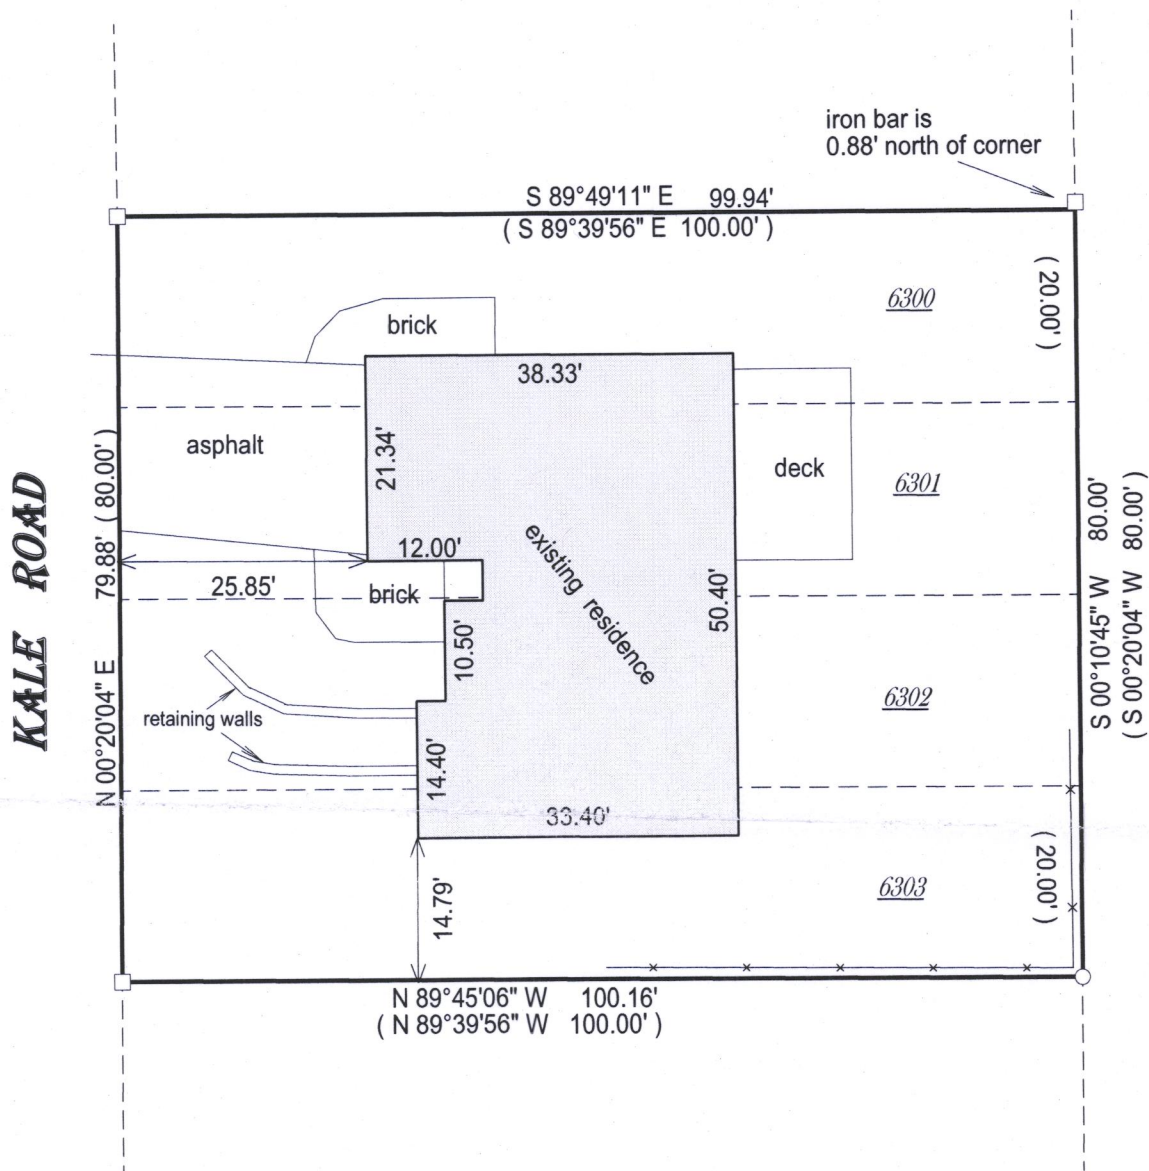 iron bar is
0.88' north of corner
S 89°49'11" E 99.94'
( S 89°39'56" E 100.00' )
6300
( 20.00' )
brick
38.33'
asphalt
21.34'
deck
6301
KALE ROAD
N 00°20'04" E 79.88' ( 80.00' )
12.00'
25.85'
brick
existing residence
50.40'
S 00°10'45" W 80.00'
( S 00°20'04" W 80.00' )
10.50'
6302
retaining walls
14.40'
33.40'
14.79'
6303
( 20.00' )
N 89°45'06" W 100.16'
( N 89°39'56" W 100.00' )